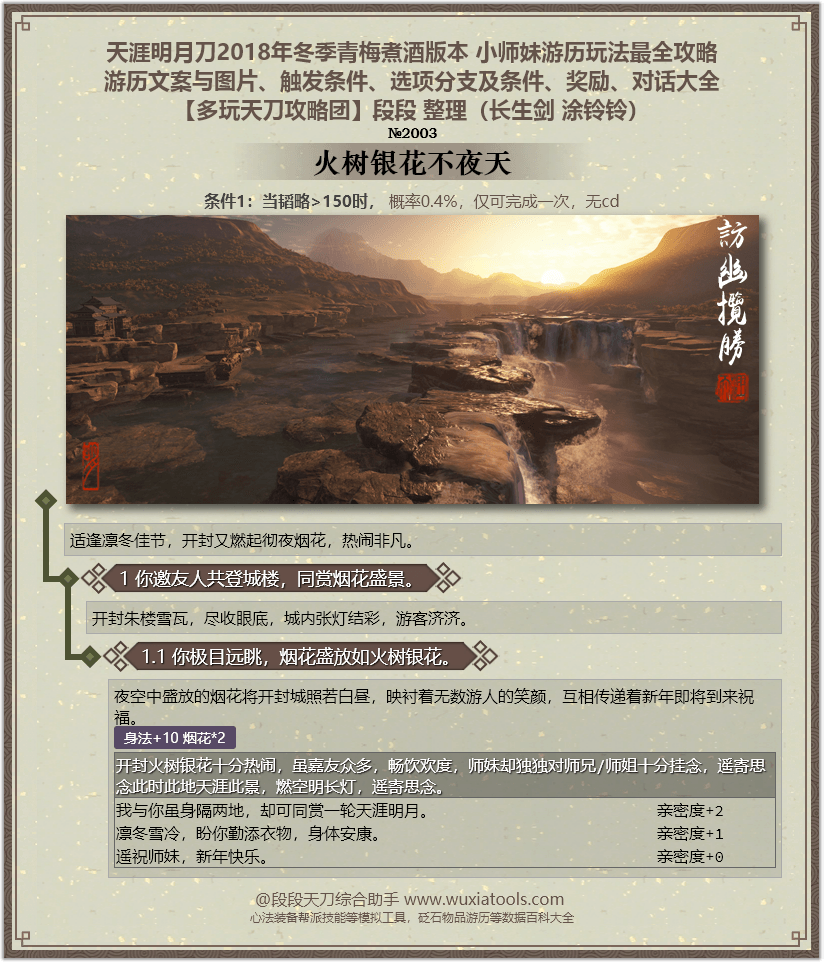 天涯明月刀2018年冬季青梅煮酒版本 小师妹游历玩法最全攻略
游历文案与图片、触发条件、选项分支及条件、奖励、对话大全
【多玩天刀攻略团】段段 整理（长生剑 涂铃铃）
№2003
火树银花不夜天
条件1：当韬略>150时， 概率0.4%，仅可完成一次，无cd
訪幽攬勝
适逢凛冬佳节，开封又燃起彻夜烟花，热闹非凡。
1 你邀友人共登城楼，同赏烟花盛景。
开封朱楼雪瓦，尽收眼底，城内张灯结彩，游客济济。
1.1 你极目远眺，烟花盛放如火树银花。
夜空中盛放的烟花将开封城照若白昼，映衬着无数游人的笑颜，互相传递着新年即将到来祝
福。
身法+10 烟花*2
开封火树银花十分热闹，虽嘉友众多，畅饮欢度，师妹却独独对师兄/师姐十分挂念，遥寄思
念此时此地天涯此景，燃空明长灯，遥寄思念。
我与你虽身隔两地，却可同赏一轮天涯明月。 亲密度+2
凛冬雪冷，盼你勤添衣物，身体安康。 亲密度+1
遥祝师妹，新年快乐。 亲密度+0
@段段天刀综合助手 www.wuxiatools.com
心法装备帮派技能等模拟工具，砭石物品游历等数据百科大全